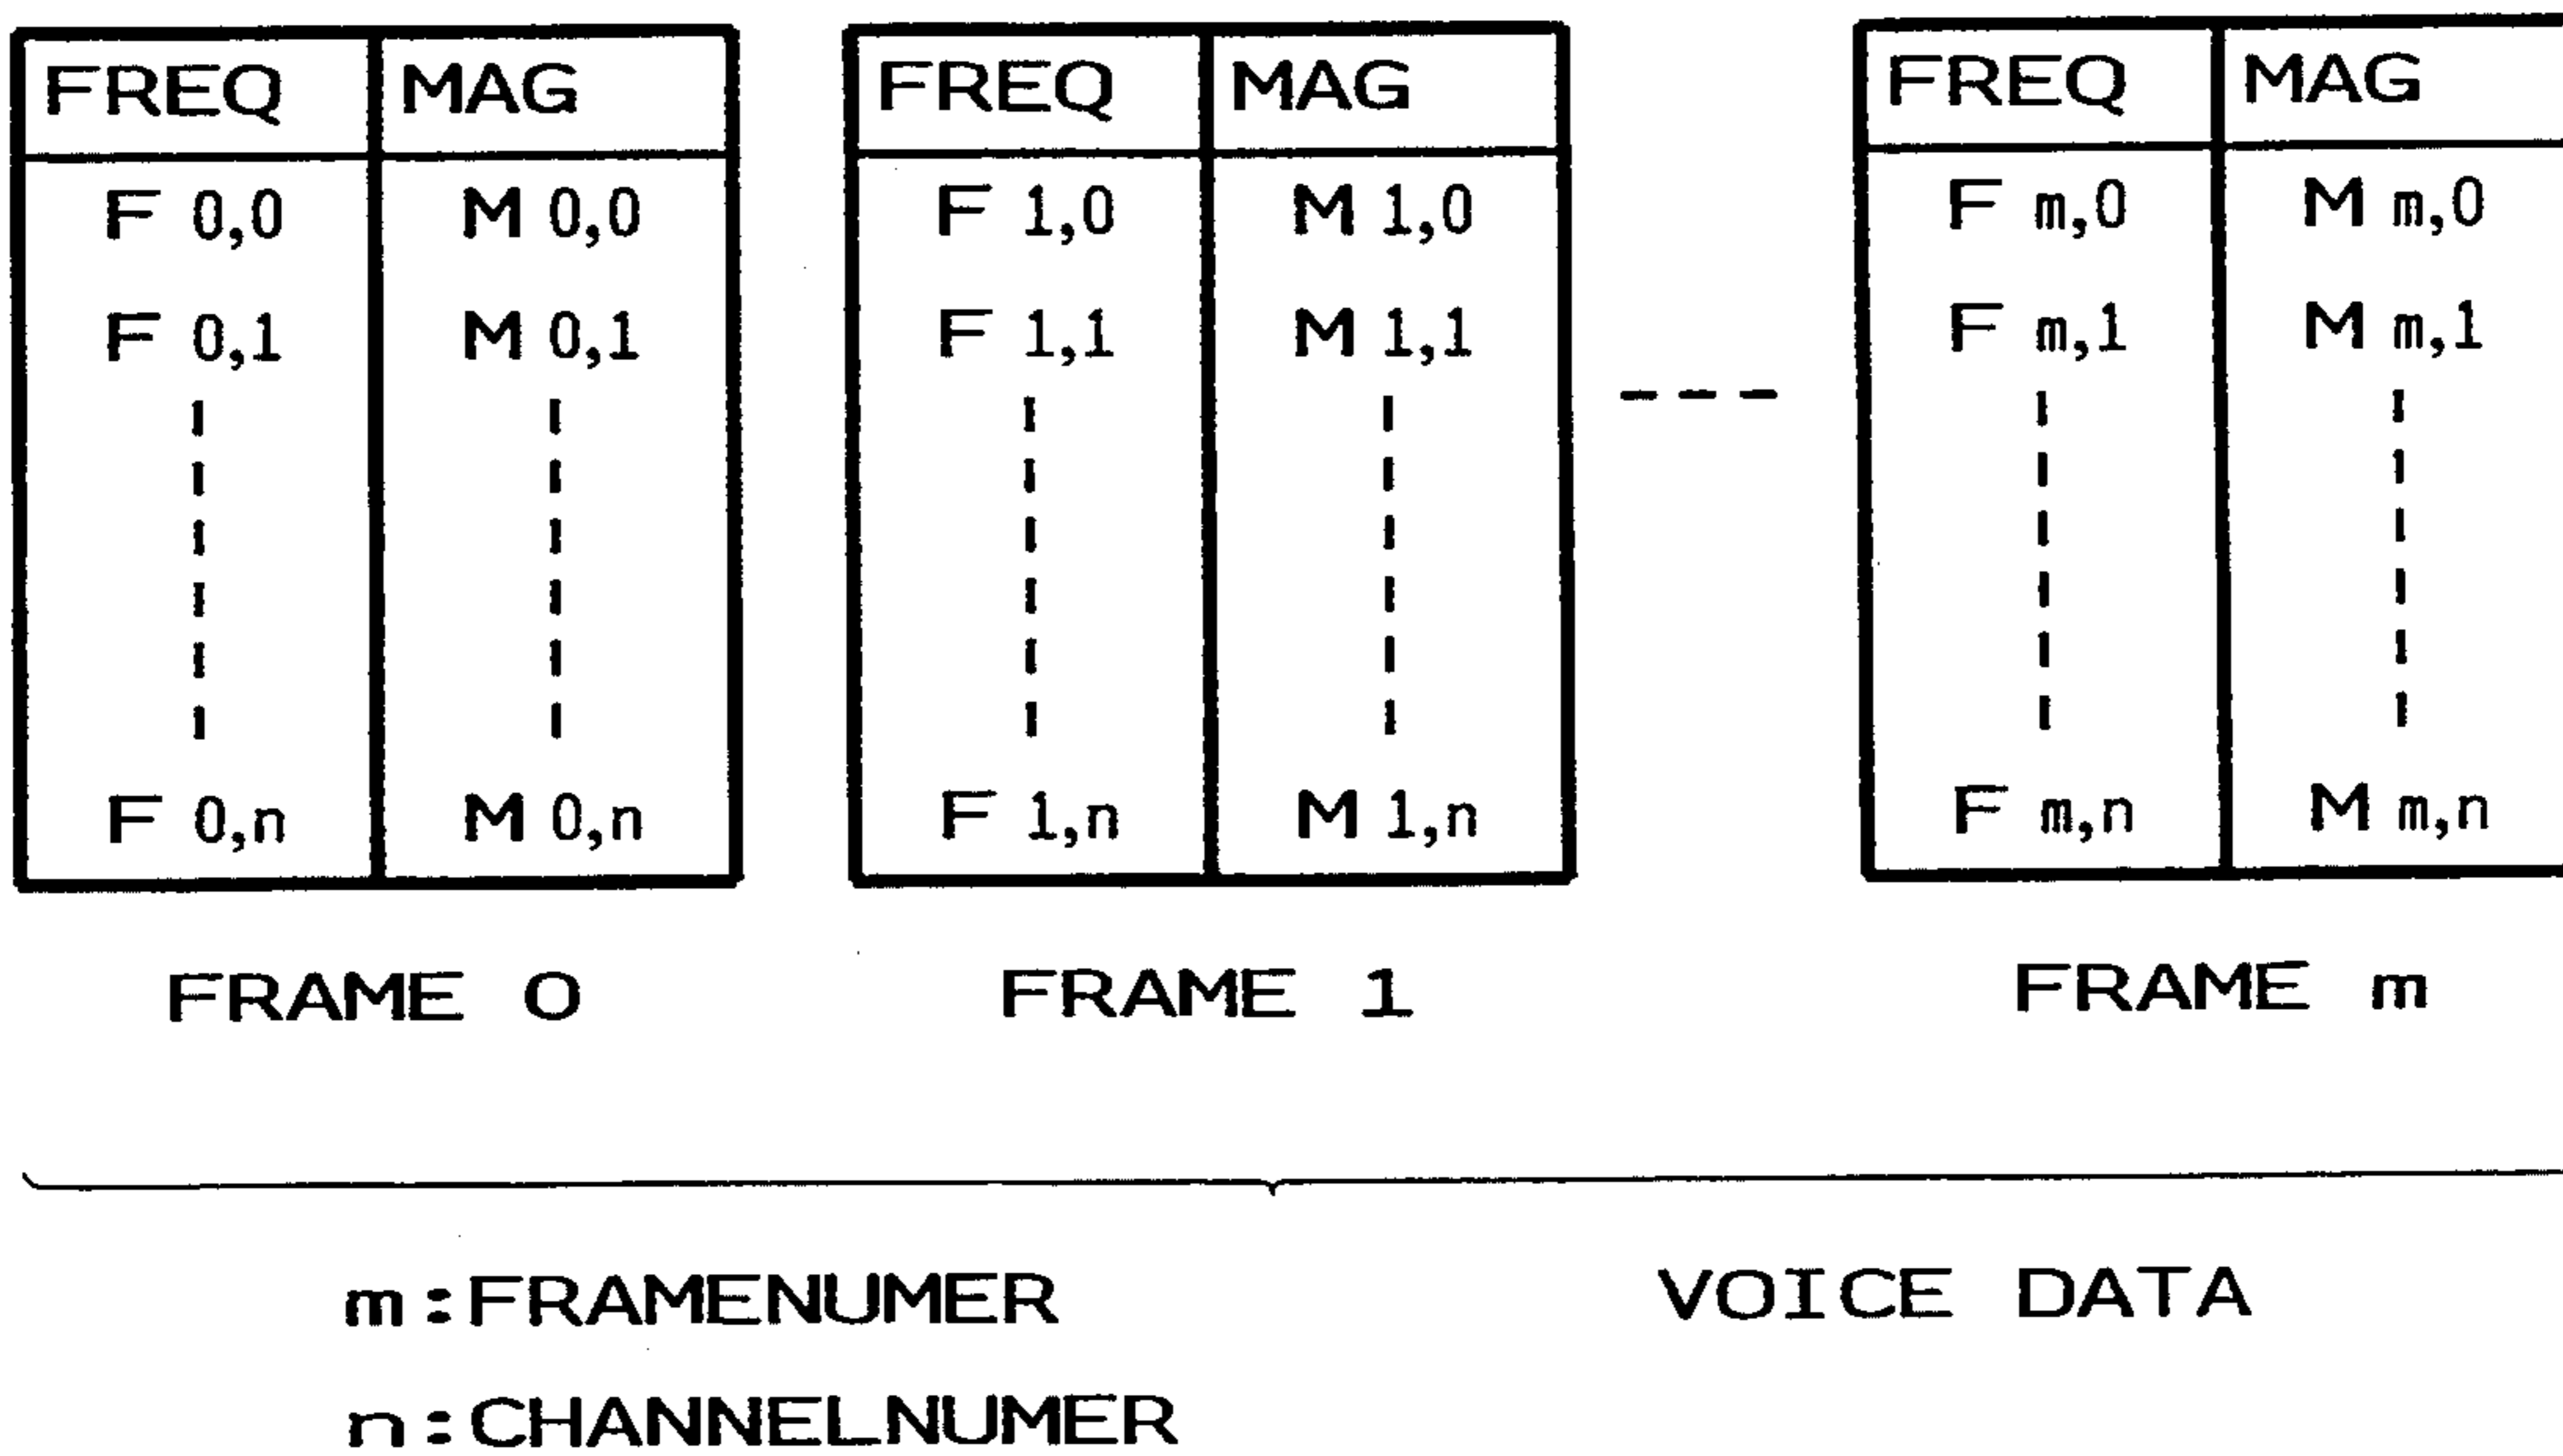 FREQ MAG FREQ MAG FREQ MAG
F 0,0 M 0,0 F 1,0 M 1,0 F m,0 M m,0
F 0,1 M 0,1 F 1,1 M 1,1 F m,1 M m,1
F 0,n M 0,n F 1,n M 1,n F m,n M m,n
FRAME 0 FRAME 1 FRAME m
m:FRAMENUMER VOICE DATA
n:CHANNELNUMER